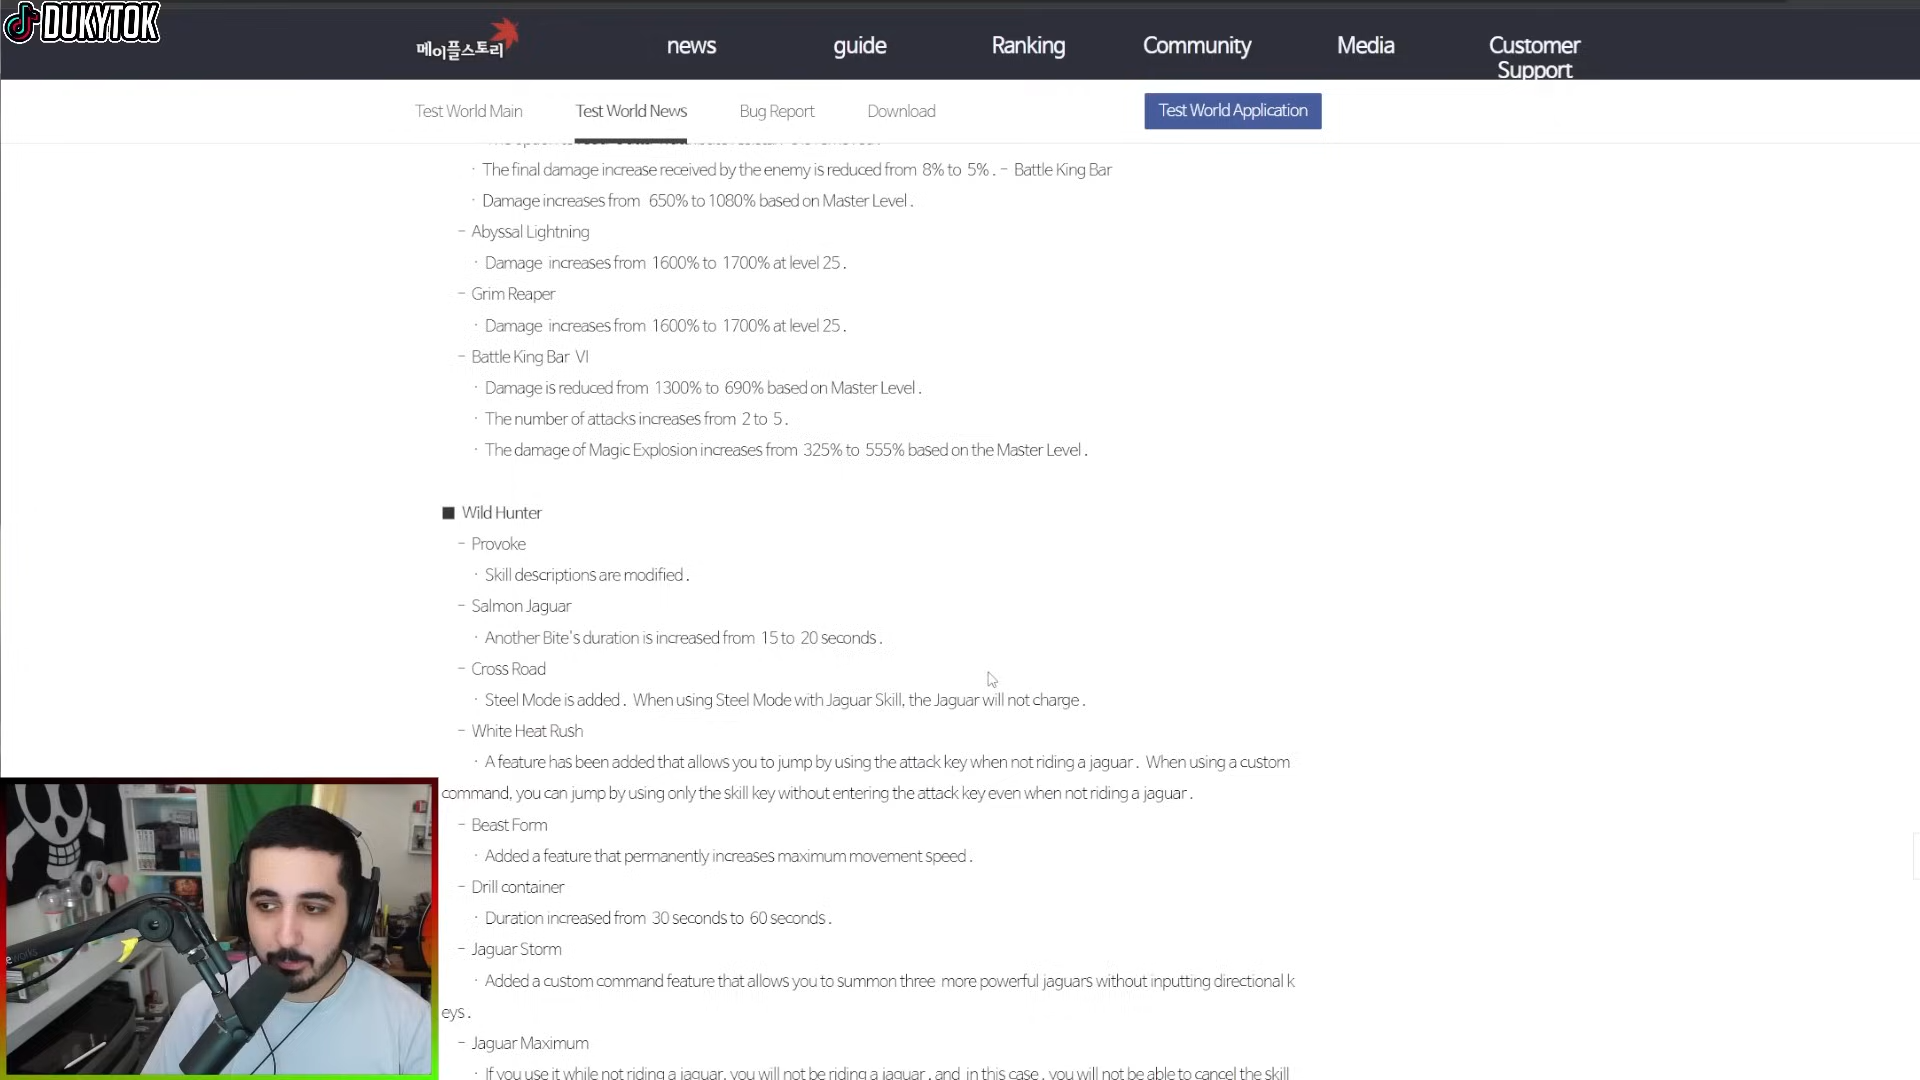 DUKYTOK
메이플스토리
news
guide
Ranking
Community
Media
Customer
Support
Test World Main
Test World News
Bug Report
Download
Test World Application
· The final damage increase received by the enemy is reduced from 8% to 5% . - Battle King Bar
· Damage increases from 650% to 1080% based on Master Level .
- Abyssal Lightning
· Damage increases from 1600% to 1700% at level 25 .
- Grim Reaper
· Damage increases from 1600% to 1700% at level 25 .
- Battle King Bar VI
· Damage is reduced from 1300% to 690% based on Master Level .
· The number of attacks increases from 2 to 5 .
· The damage of Magic Explosion increases from 325% to 555% based on the Master Level .
■ Wild Hunter
- Provoke
· Skill descriptions are modified .
- Salmon Jaguar
· Another Bite's duration is increased from 15 to 20 seconds .
- Cross Road
· Steel Mode is added . When using Steel Mode with Jaguar Skill, the Jaguar will not charge .
- White Heat Rush
· A feature has been added that allows you to jump by using the attack key when not riding a jaguar . When using a custom
command, you can jump by using only the skill key without entering the attack key even when not riding a jaguar .
- Beast Form
· Added a feature that permanently increases maximum movement speed .
- Drill container
· Duration increased from 30 seconds to 60 seconds .
- Jaguar Storm
· Added a custom command feature that allows you to summon three more powerful jaguars without inputting directional k
eys .
- Jaguar Maximum
· If you use it while not riding a jaguar, you will not be riding a jaguar, and in this case , you will not be able to cancel the skill